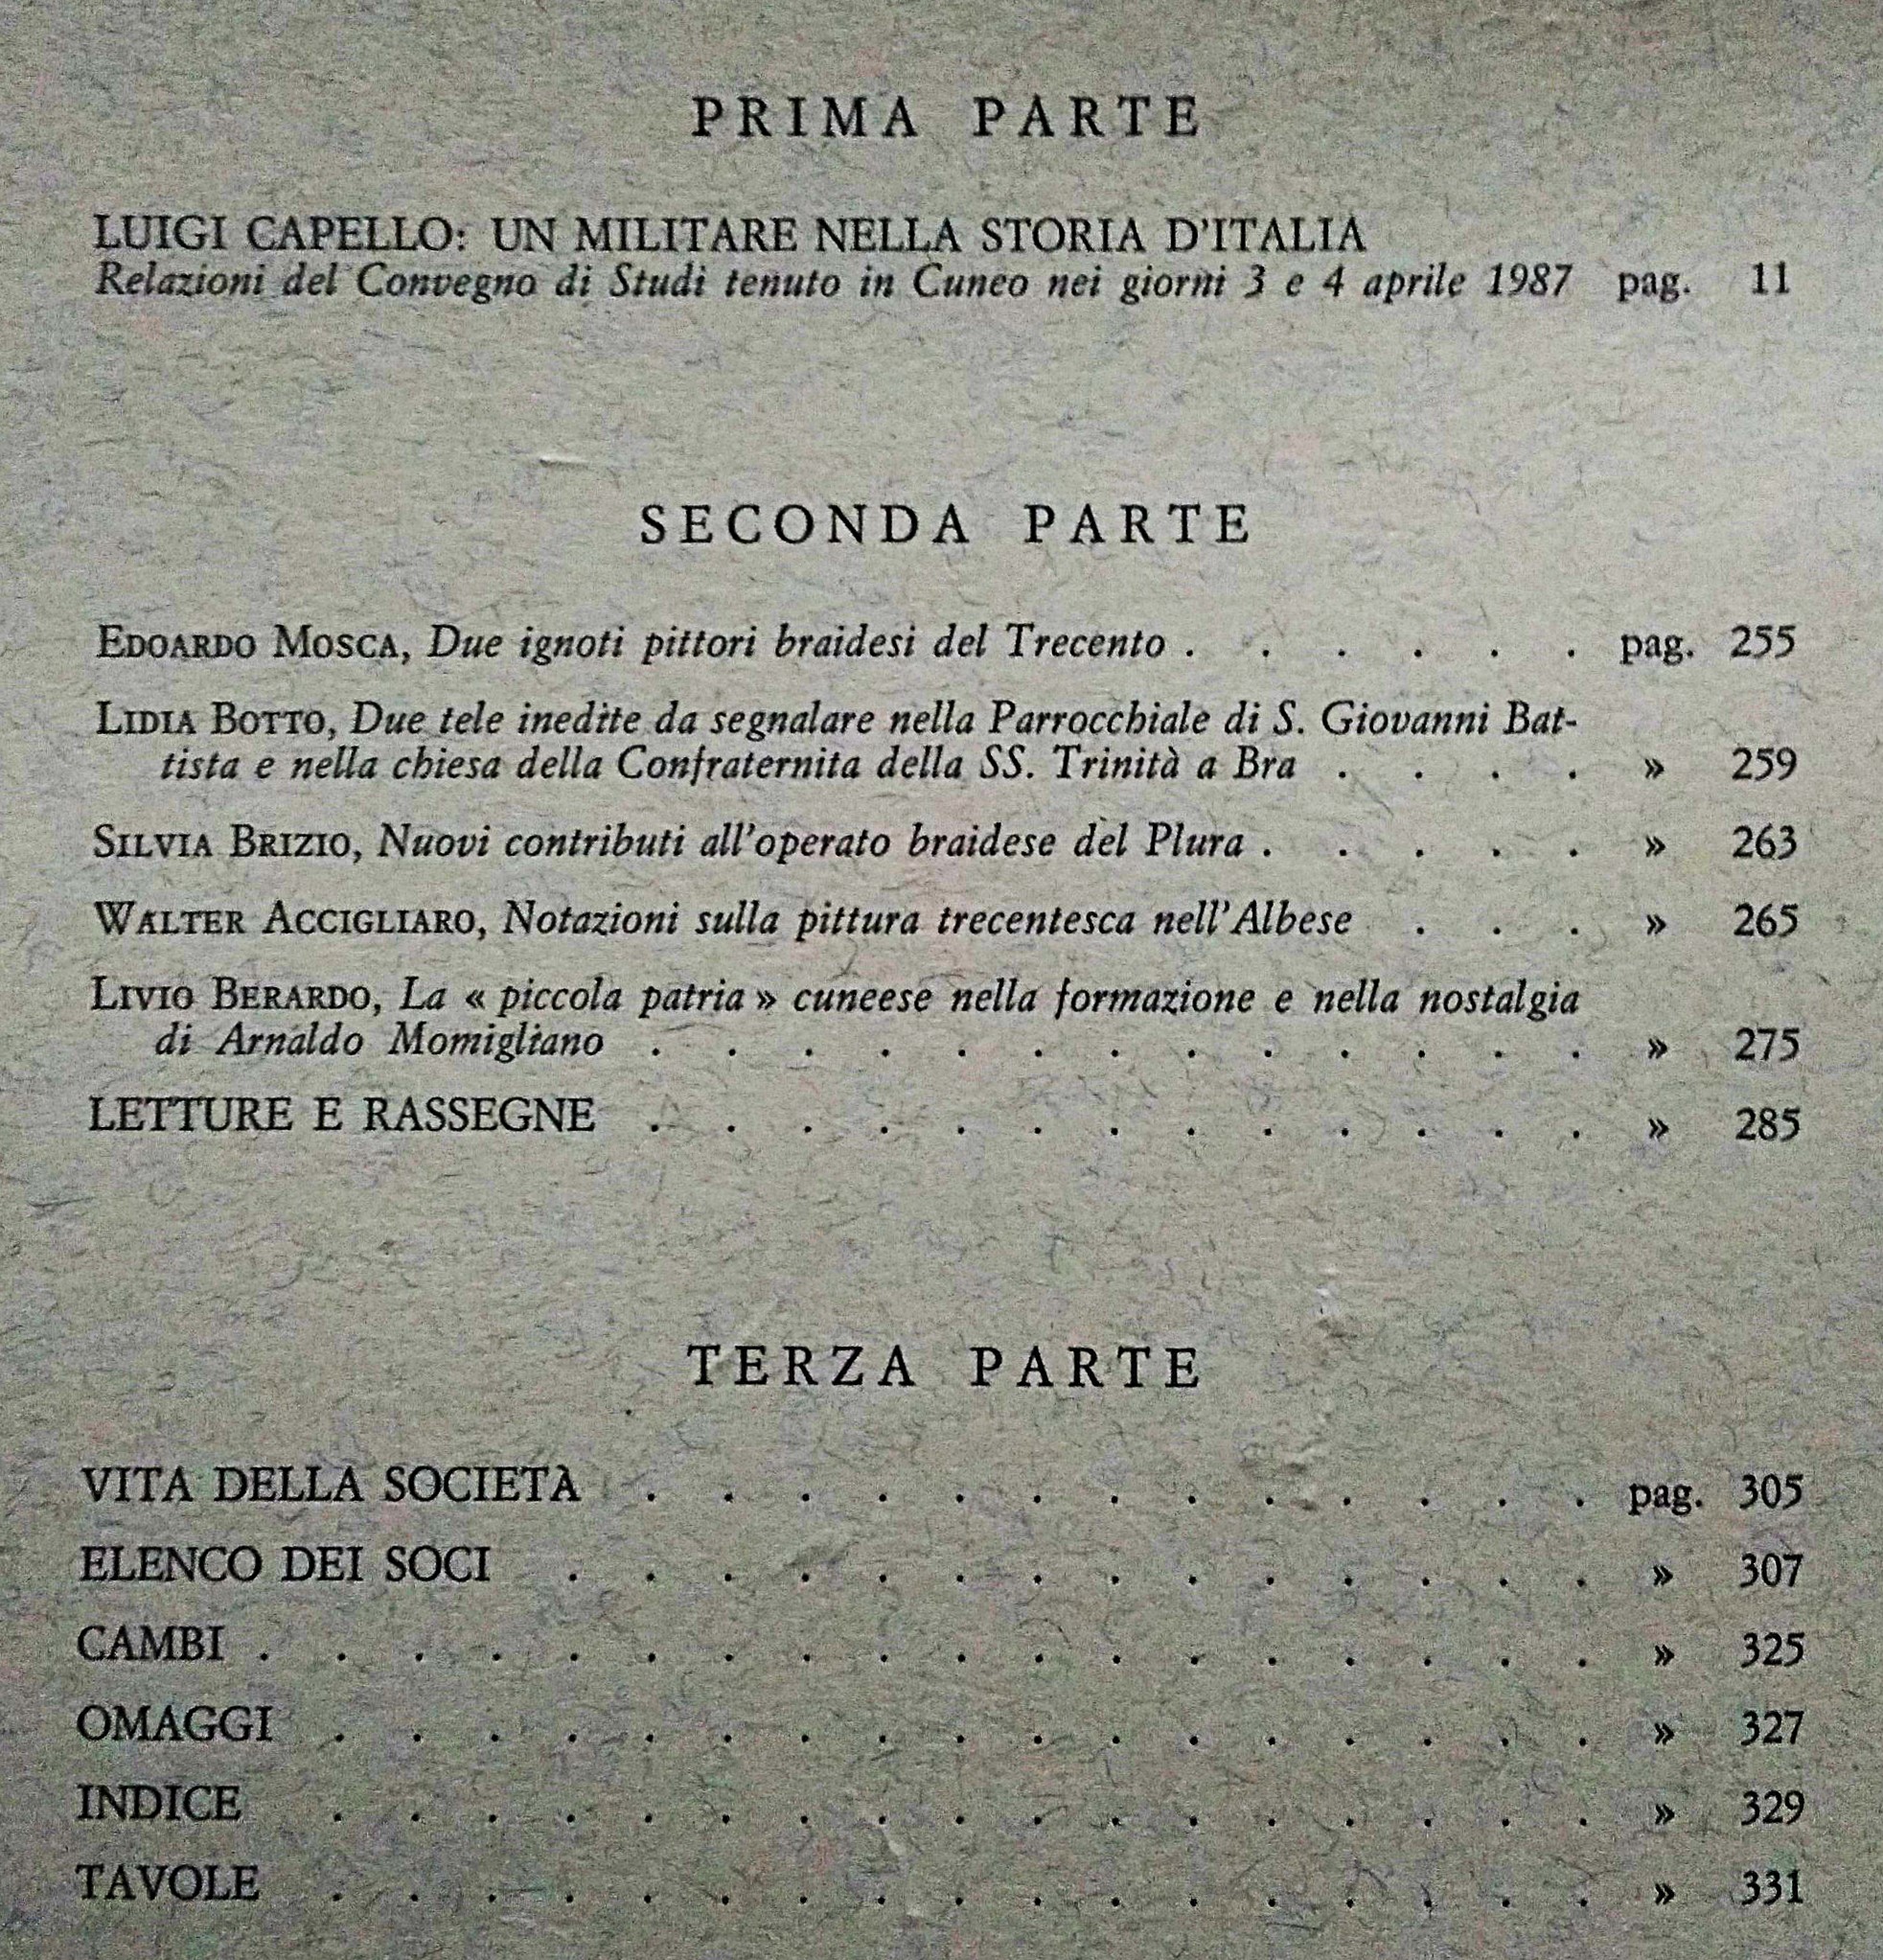 PRIMA PARTE
LUIGI CAPELLO: UN MILITARE NELLA STORIA D'ITALIA
Relazioni del Convegno di Studi tenuto in Cuneo nei giorni 3 e 4 aprile 1987 pag. 11
SECONDA PARTE
EDOARDO MOSCA, Due ignoti pittori braidesi del Trecento . . . . . . pag. 255
LIDIA BOTTO, Due tele inedite da segnalare nella Parrocchiale di S. Giovanni Bat-
tista e nella chiesa della Confraternita della SS. Trinità a Bra . . . . » 259
SILVIA BRIZIO, Nuovi contributi all'operato braidese del Plura . . . . . » 263
WALTER ACCIGLIARO, Notazioni sulla pittura trecentesca nell'Albese . . . » 265
LIVIO BERARDO, La « piccola patria » cuneese nella formazione e nella nostalgia
di Arnaldo Momigliano . . . . . . . . . . . . . » 275
LETTURE E RASSEGNE . . . . . . . . . . . . . » 285
TERZA PARTE
VITA DELLA SOCIETÀ . . . . . . . . . . . . . pag. 305
ELENCO DEI SOCI . . . . . . . . . . . . . . » 307
CAMBI . . . . . . . . . . . . . . . . . . » 325
OMAGGI . . . . . . . . . . . . . . . . . » 327
INDICE . . . . . . . . . . . . . . . . . » 329
TAVOLE . . . . . . . . . . . . . . . . . » 331